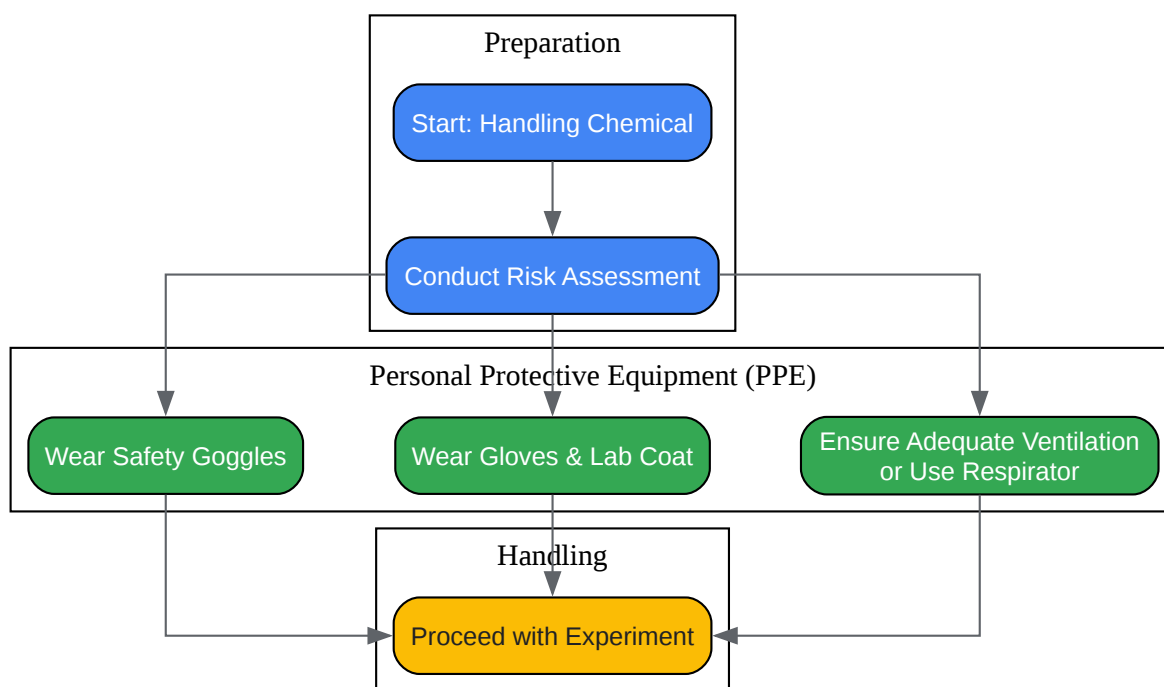 Preparation
Start: Handling Chemical
Conduct Risk Assessment
Personal Protective Equipment (PPE)
Wear Safety Goggles
Wear Gloves & Lab Coat
Ensure Adequate Ventilation
or Use Respirator
Handling
Proceed with Experiment